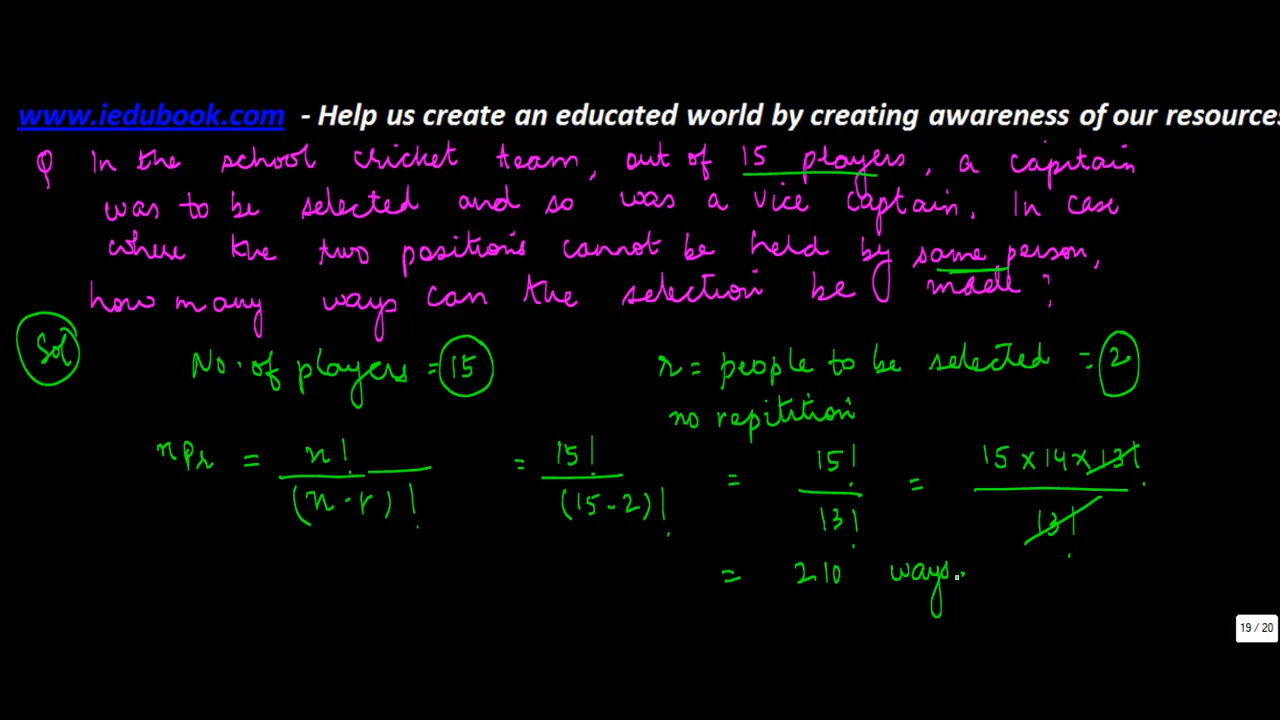 www.iedubook.com - Help us create an educated world by creating awareness of our resources
Q In the school cricket team, out of 15 players, a capitain
was to be selected and so was a vice captain. In case
where the two positions cannot be held by same person,
how many ways can the selection be made?
Sol No. of players = 15 r = people to be selected = 2
no repitition
nPr = n! / (n - r)! = 15! / (15 - 2)! = 15! / 13! = 15 x 14 x 13! / 13!
= 210 ways.
19 / 20